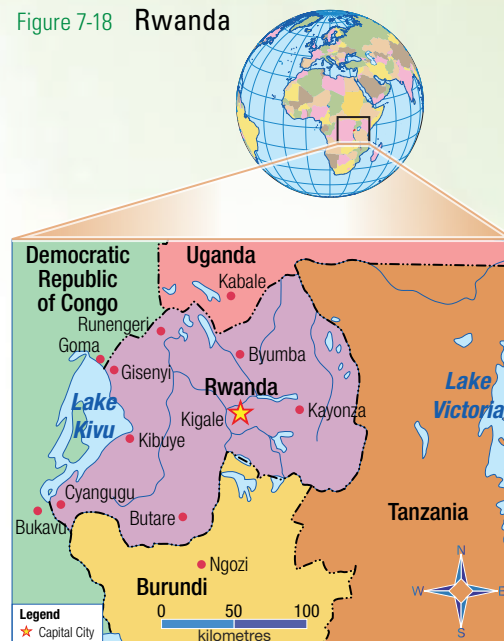 Figure 7-18 Rwanda
Democratic
Republic
of Congo
Uganda
Kabale
Runengeri
Goma
Gisenyi
Byumba
Rwanda
Lake
Kivu
Kigale
Kayonza
Lake
Victoria
Kibuye
Cyangugu
Bukavu
Butare
Tanzania
Ngozi
Burundi
N
W E
S
Legend
Capital City
0 50 100
kilometres